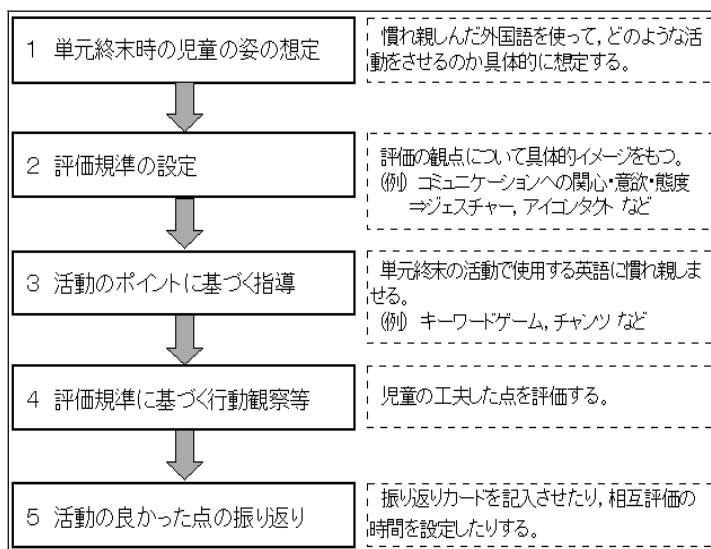 1 単元終末時の児童の姿の想定
慣れ親しんだ外国語を使って，どのような活
動をさせるのか具体的に想定する。
2 評価規準の設定
評価の観点について具体的イメージをもつ。
(例) コミュニケーションへの関心・意欲・態度
⇒ジェスチャー，アイコンタクト など
3 活動のポイントに基づく指導
単元終末の活動で使用する英語に慣れ親しま
せる。
(例) キーワードゲーム，チャンツ など
4 評価規準に基づく行動観察等
児童の工夫した点を評価する。
5 活動の良かった点の振り返り
振り返りカードを記入させたり，相互評価の
時間を設定したりする。